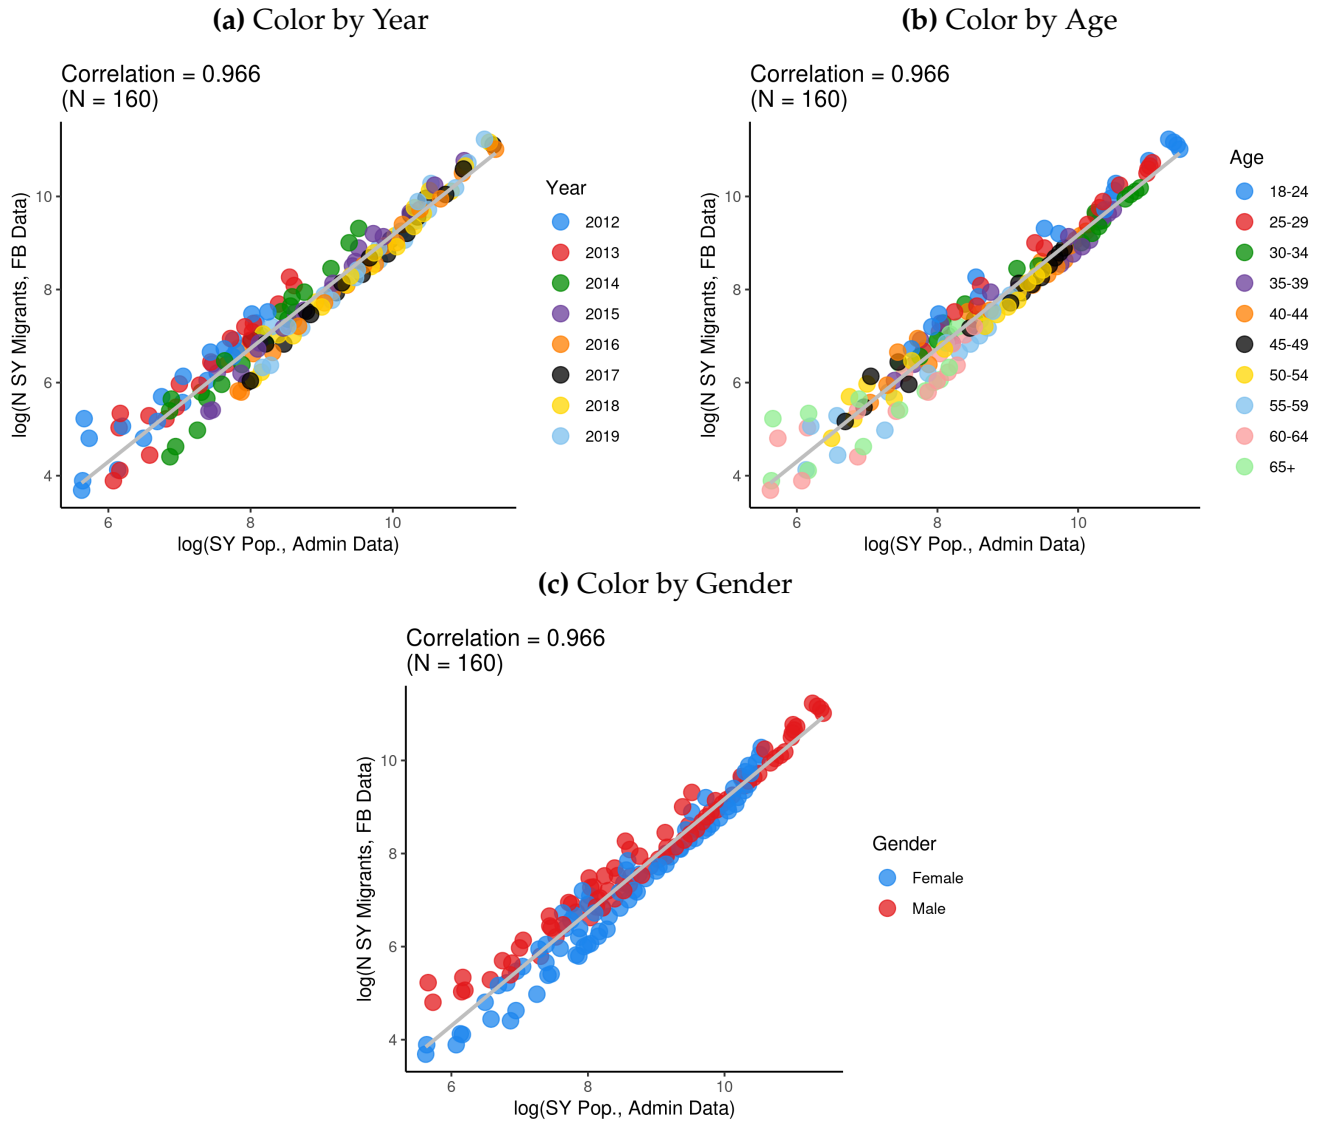 (a) Color by Year
Correlation = 0.966
(N = 160)
log(N SY Migrants, FB Data)
10
8
6
4
6
8
10
log(SY Pop., Admin Data)
Year
2012
2013
2014
2015
2016
2017
2018
2019
(b) Color by Age
Correlation = 0.966
(N = 160)
log(N SY Migrants, FB Data)
10
8
6
4
6
8
10
log(SY Pop., Admin Data)
Age
18-24
25-29
30-34
35-39
40-44
45-49
50-54
55-59
60-64
65+
(c) Color by Gender
Correlation = 0.966
(N = 160)
log(N SY Migrants, FB Data)
10
8
6
4
6
8
10
log(SY Pop., Admin Data)
Gender
Female
Male